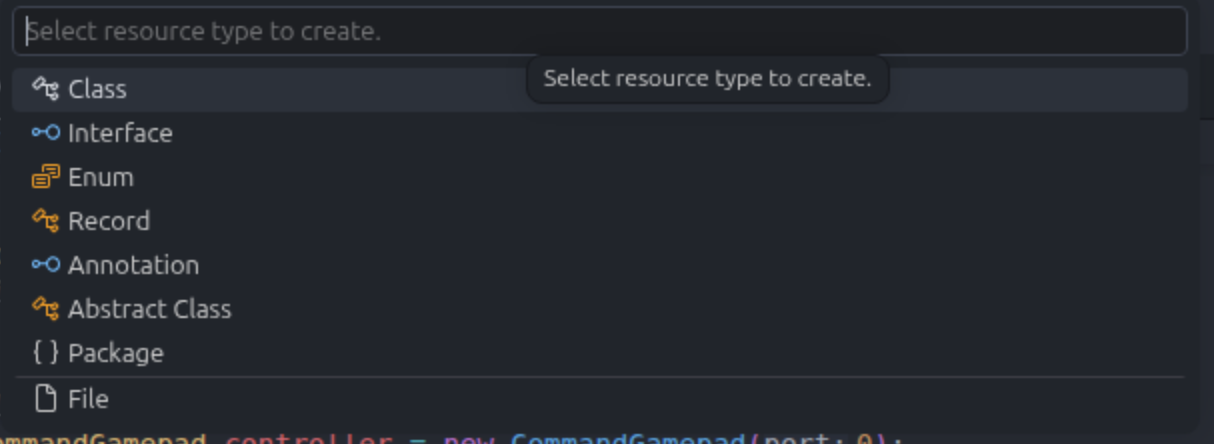 Select resource type to create.
Select resource type to create.
Class
Interface
Enum
Record
Annotation
Abstract Class
{ } Package
File
CommandGamepad controller = new CommandGamepad(port: 0);